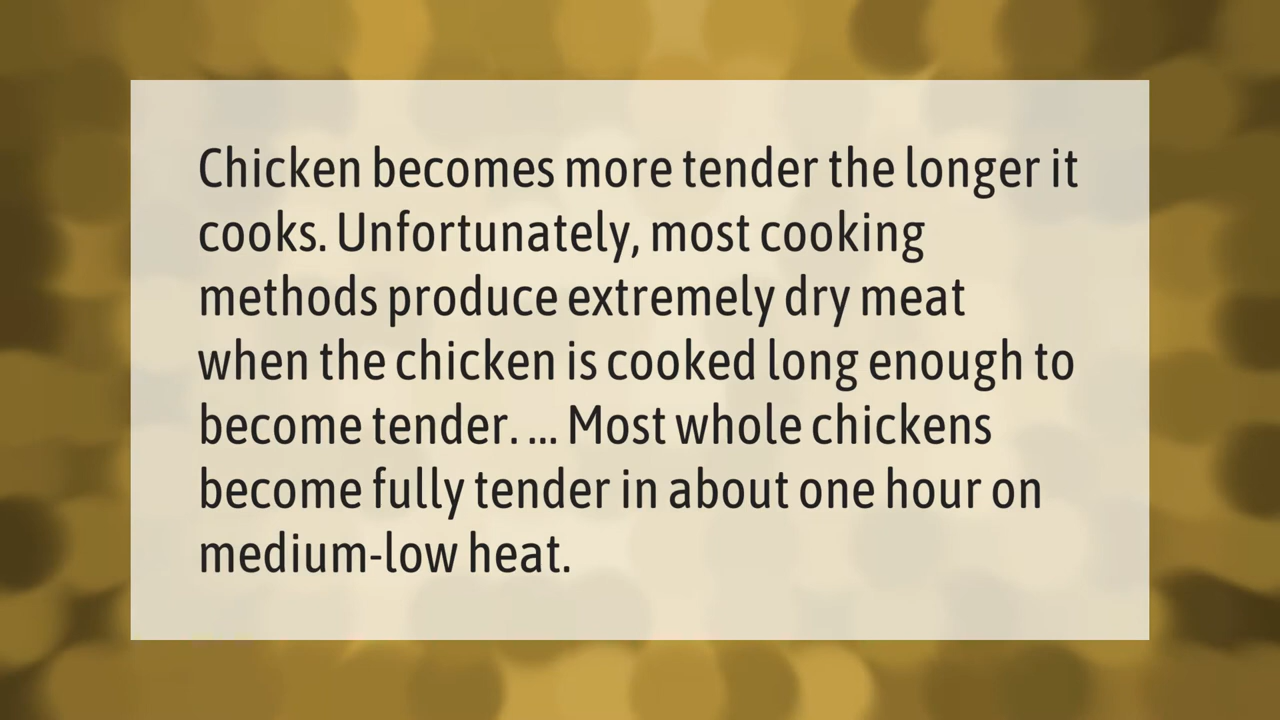 Chicken becomes more tender the longer it
cooks. Unfortunately, most cooking
methods produce extremely dry meat
when the chicken is cooked long enough to
become tender. ... Most whole chickens
become fully tender in about one hour on
medium-low heat.